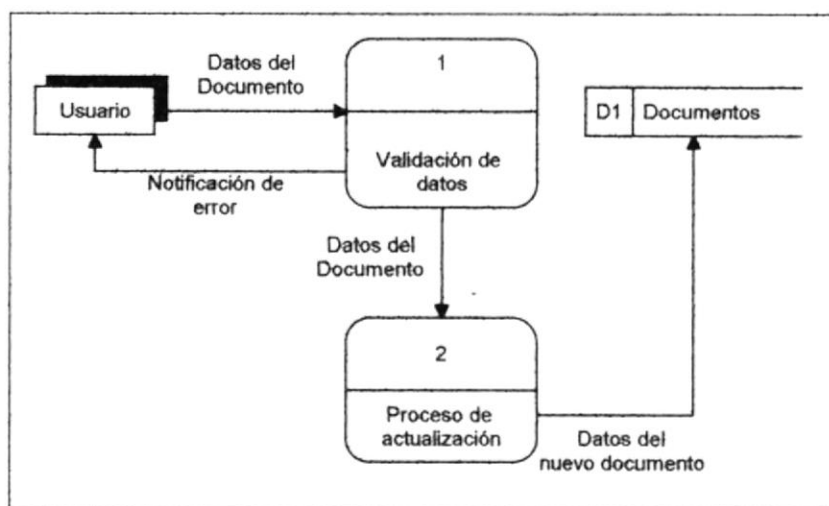 Datos del
Documento
1
Usuario
D1 Documentos
Validación de
datos
Notificación de
error
Datos del
Documento
2
Proceso de
actualización
Datos del
nuevo documento